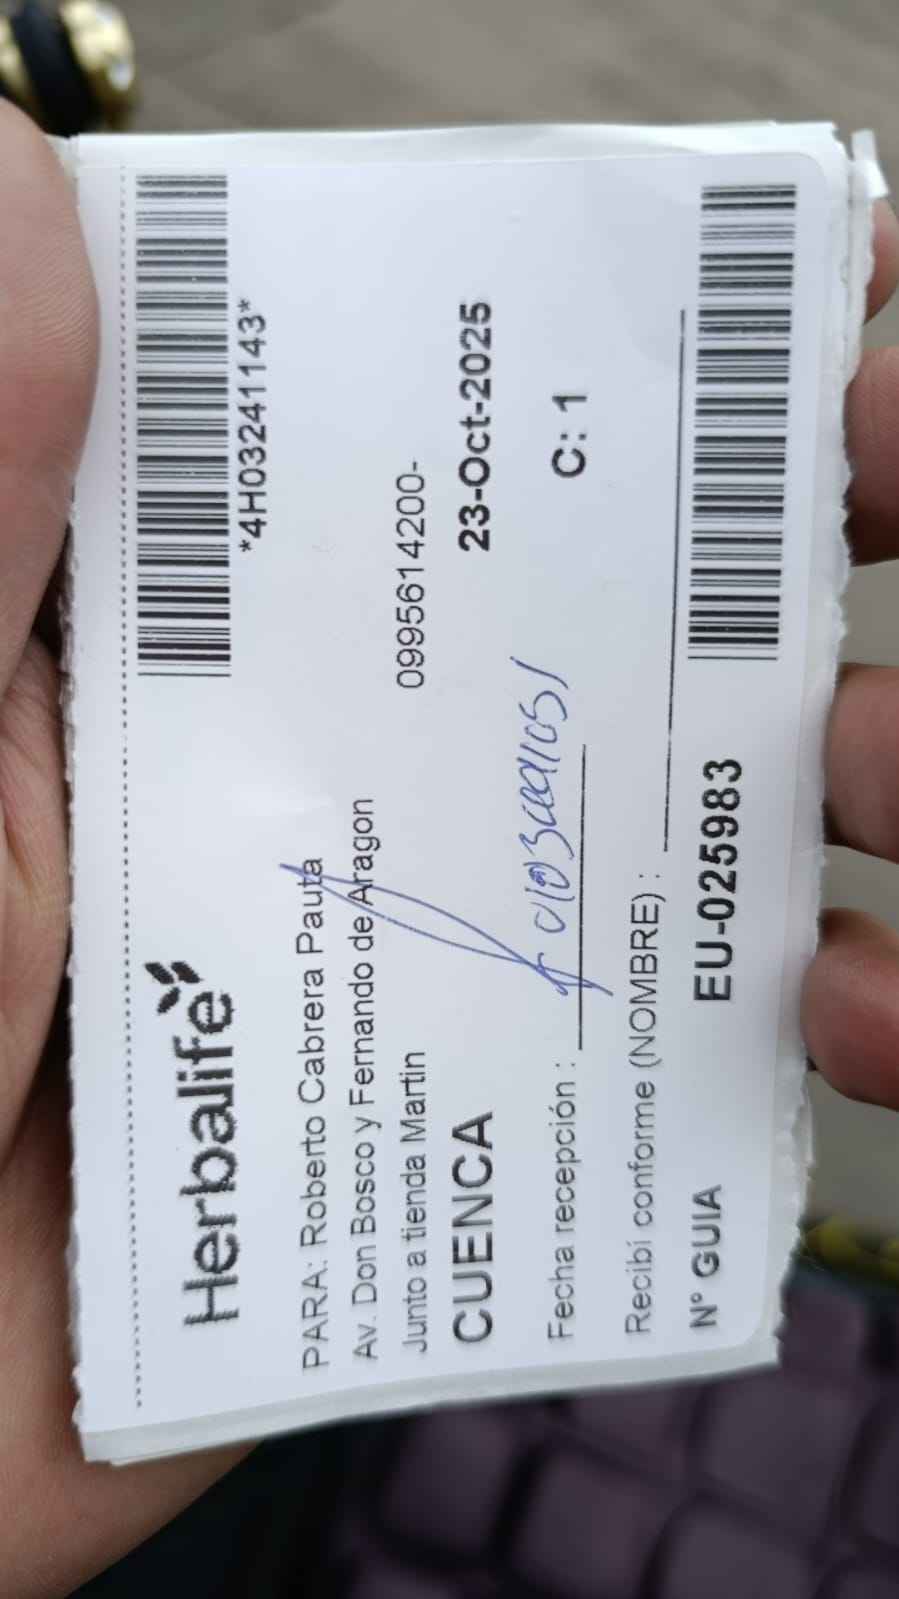 Herbalife
*4H03241143*
PARA: Roberto Cabrera Pauta
Av. Don Bosco y Fernando de Aragon
Junto a tienda Martin
0995614200-
CUENCA
23-Oct-2025
Fecha recepción :
C: 1
Recibí conforme (NOMBRE) :
N° GUIA EU-025983